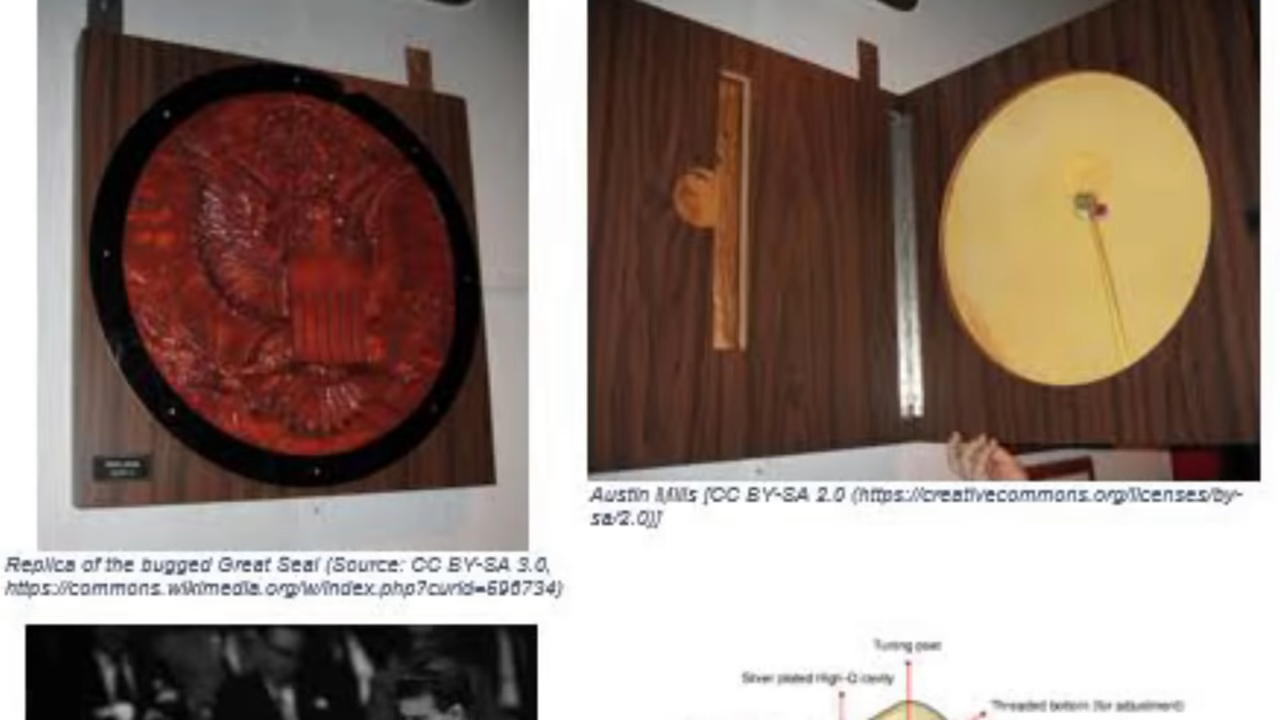 Austin Mills [CC BY-SA 2.0 (https://creativecommons.org/licenses/by-
sa/2.0)]
Replica of the bugged Great Seal (Source: CC BY-SA 3.0,
https://commons.wikimedia.org/w/index.php?curid=596734)
Tuning post
Silver plated High-Q cavity
Threaded bottom (for adjustment)